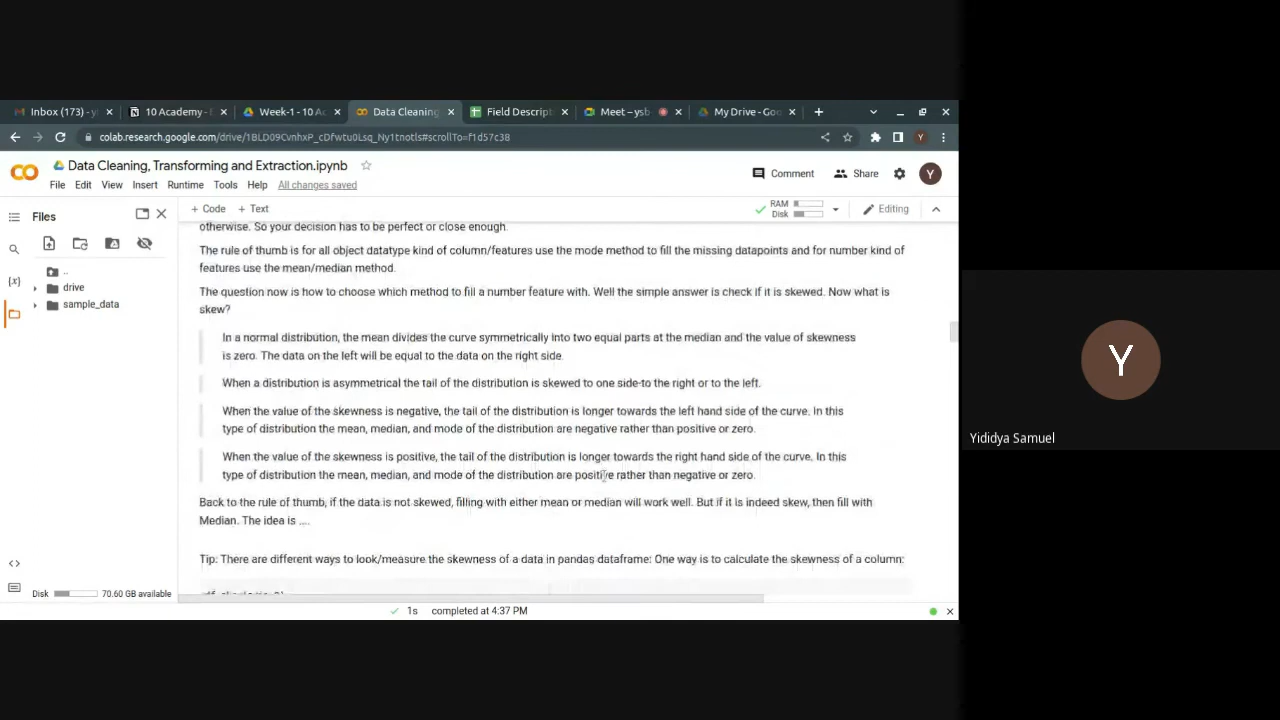 Inbox (173) - y
10 Academy - 
Week-1 - 10 Ac
Data Cleaning,
Field Descript
Meet – ysb
My Drive - Goo
colab.research.google.com/drive/1BLD09CvnhxP_cDfwtu0Lsq_Ny1tnotls#scrollTo=f1d57c38
Data Cleaning, Transforming and Extraction.ipynb
Comment
Share
Y
File Edit View Insert Runtime Tools Help All changes saved
Files
+ Code + Text
RAM
Disk
Editing
..
drive
sample_data
otherwise. So your decision has to be perfect or close enough.
The rule of thumb is for all object datatype kind of column/features use the mode method to fill the missing datapoints and for number kind of
features use the mean/median method.
The question now is how to choose which method to fill a number feature with. Well the simple answer is check if it is skewed. Now what is
skew?
In a normal distribution, the mean divides the curve symmetrically into two equal parts at the median and the value of skewness
is zero. The data on the left will be equal to the data on the right side.
When a distribution is asymmetrical the tail of the distribution is skewed to one side-to the right or to the left.
When the value of the skewness is negative, the tail of the distribution is longer towards the left hand side of the curve. In this
type of distribution the mean, median, and mode of the distribution are negative rather than positive or zero.
When the value of the skewness is positive, the tail of the distribution is longer towards the right hand side of the curve. In this
type of distribution the mean, median, and mode of the distribution are positive rather than negative or zero.
Back to the rule of thumb, if the data is not skewed, filling with either mean or median will work well. But if it is indeed skew, then fill with
Median. The idea is ....
Tip: There are different ways to look/measure the skewness of a data in pandas dataframe: One way is to calculate the skewness of a column:
Disk
70.60 GB available
1s completed at 4:37 PM
Y
Yididya Samuel